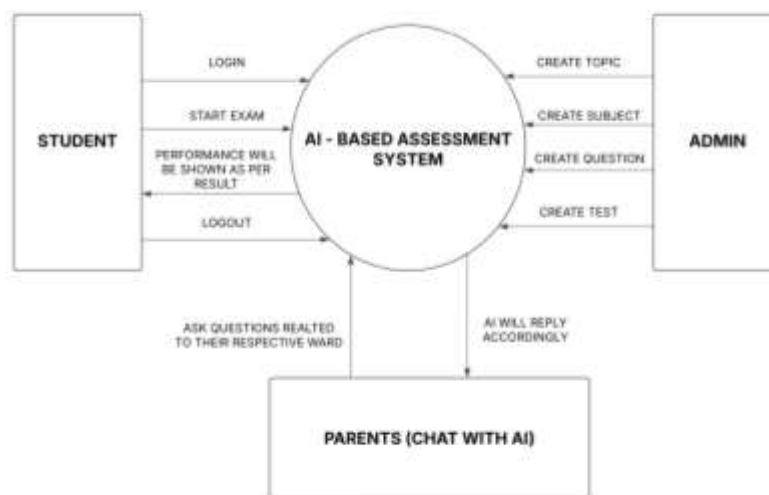 LOGIN
START EXAM
STUDENT
PERFORMANCE WILL
BE SHOWN AS PER
RESULT
LOGOUT
AI - BASED ASSESSMENT
SYSTEM
CREATE TOPIC
CREATE SUBJECT
ADMIN
CREATE QUESTION
CREATE TEST
ASK QUESTIONS REALTED
TO THEIR RESPECTIVE WARD
AI WILL REPLY
ACCORDINGLY
PARENTS (CHAT WITH AI)